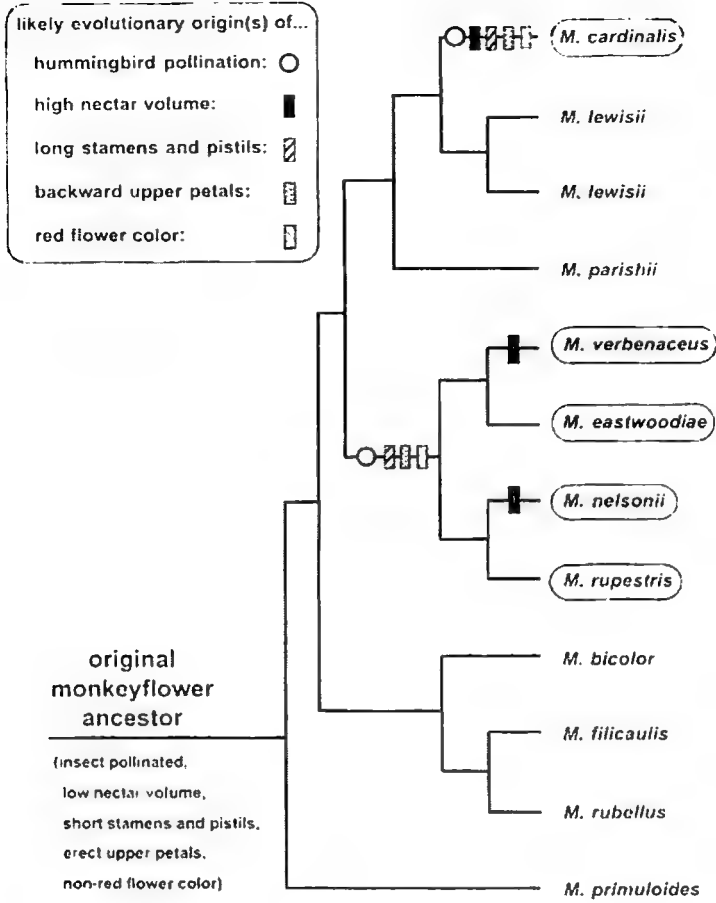 likely evolutionary origin(s) of...
hummingbird pollination:
high nectar volume:
long stamens and pistils:
backward upper petals:
red flower color:
M. cardinalis
M. lewisii
M. lewisii
M. parishii
M. verbenaceus
M. eastwoodiae
M. nelsonii
M. rupestris
M. bicolor
M. filicaulis
M. rubellus
M. primuloides
original
monkeyflower
ancestor
(insect pollinated,
low nectar volume,
short stamens and pistils,
erect upper petals,
non-red flower color)